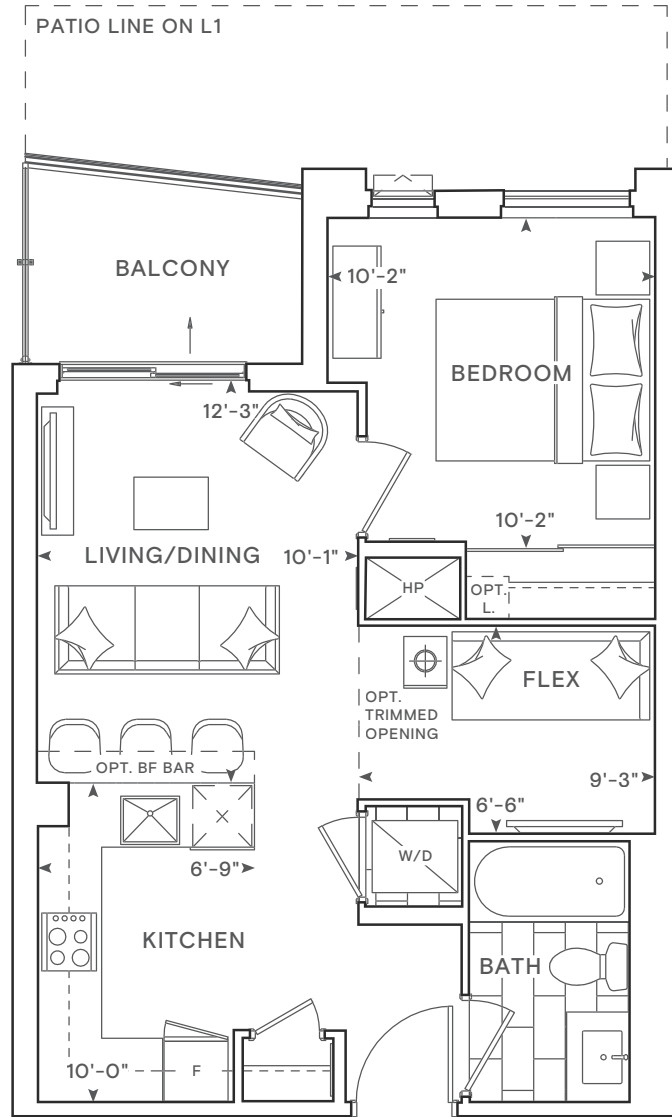 PATIO LINE ON L1
BALCONY
10'-2"
BEDROOM
12'-3"
10'-2"
LIVING/DINING
10'-1"
HP
OPT.
L.
FLEX
OPT.
TRIMMED
OPENING
OPT. BF BAR
9'-3"
6'-6"
W/D
6'-9"
KITCHEN
BATH
10'-0"
F